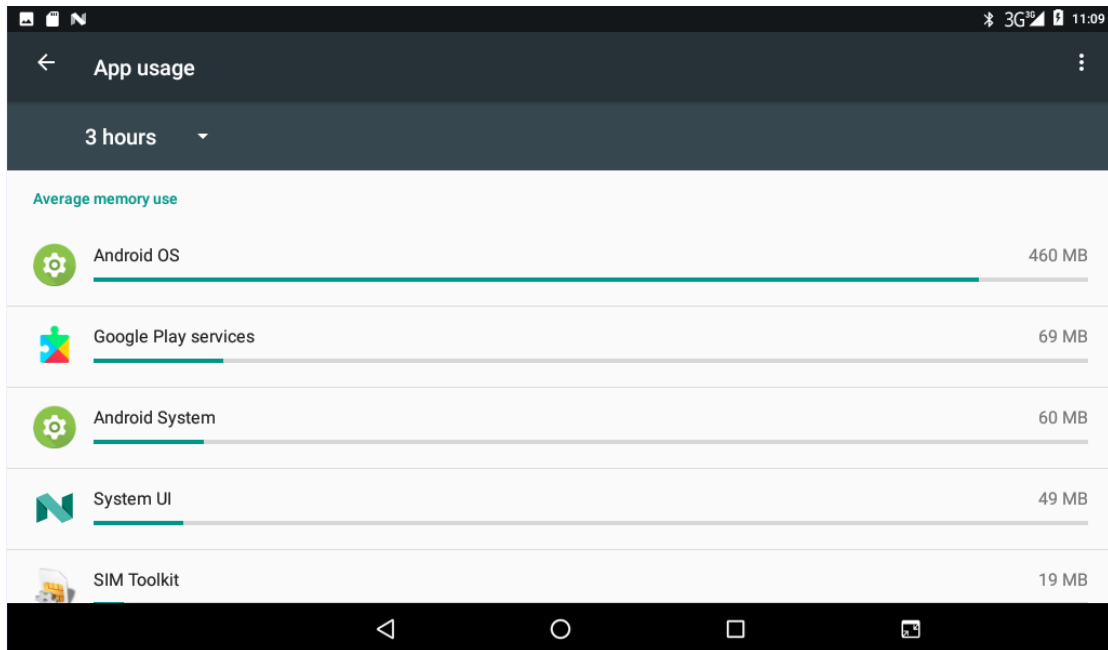 3G 3G 11:09
App usage
3 hours
Average memory use
Android OS 460 MB
Google Play services 69 MB
Android System 60 MB
System UI 49 MB
SIM Toolkit 19 MB